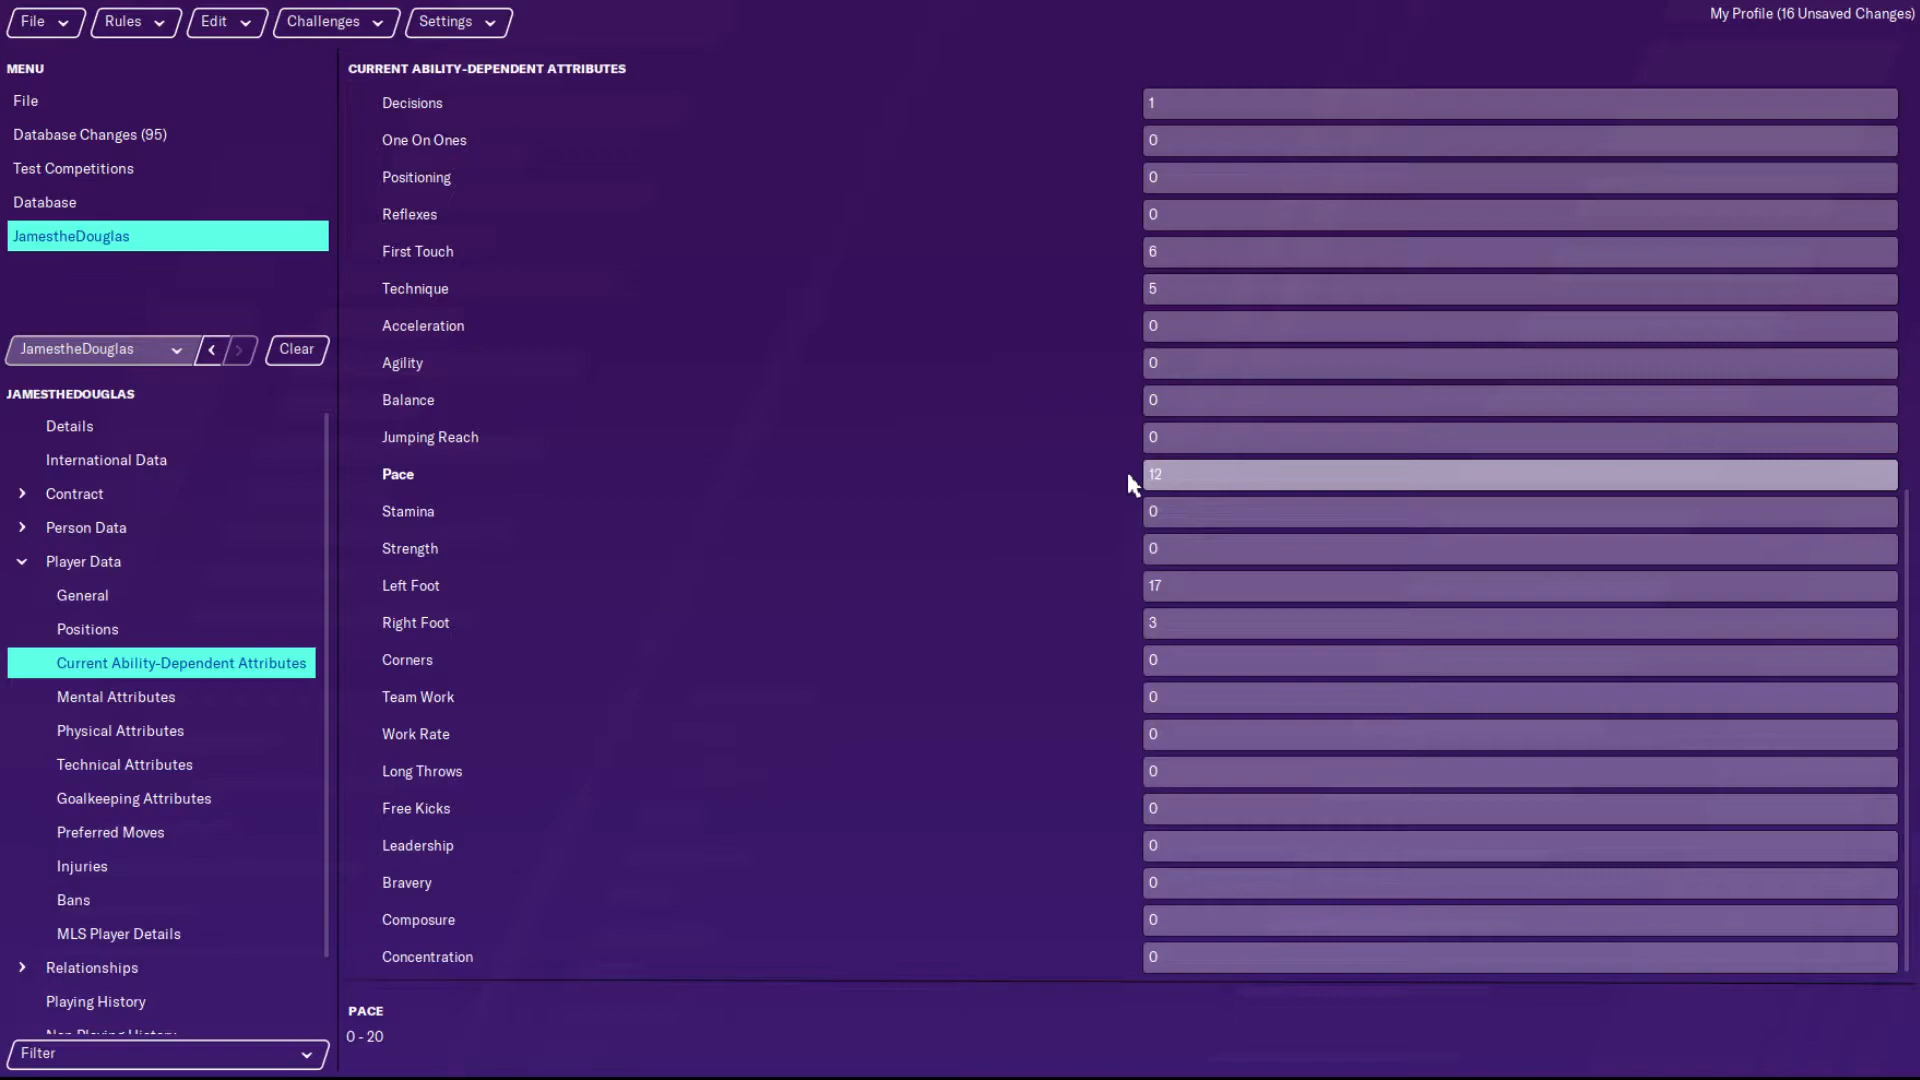 File
Rules
Edit
Challenges
Settings
My Profile (16 Unsaved Changes)
MENU
File
Database Changes (95)
Test Competitions
Database
JamestheDouglas
JamestheDouglas
Clear
JAMESTHEDOUGLAS
Details
International Data
Contract
Person Data
Player Data
General
Positions
Current Ability-Dependent Attributes
Mental Attributes
Physical Attributes
Technical Attributes
Goalkeeping Attributes
Preferred Moves
Injuries
Bans
MLS Player Details
Relationships
Playing History
Filter
CURRENT ABILITY-DEPENDENT ATTRIBUTES
Decisions 1
One On Ones 0
Positioning 0
Reflexes 0
First Touch 6
Technique 5
Acceleration 0
Agility 0
Balance 0
Jumping Reach 0
Pace 12
Stamina 0
Strength 0
Left Foot 17
Right Foot 3
Corners 0
Team Work 0
Work Rate 0
Long Throws 0
Free Kicks 0
Leadership 0
Bravery 0
Composure 0
Concentration 0
PACE
0 - 20